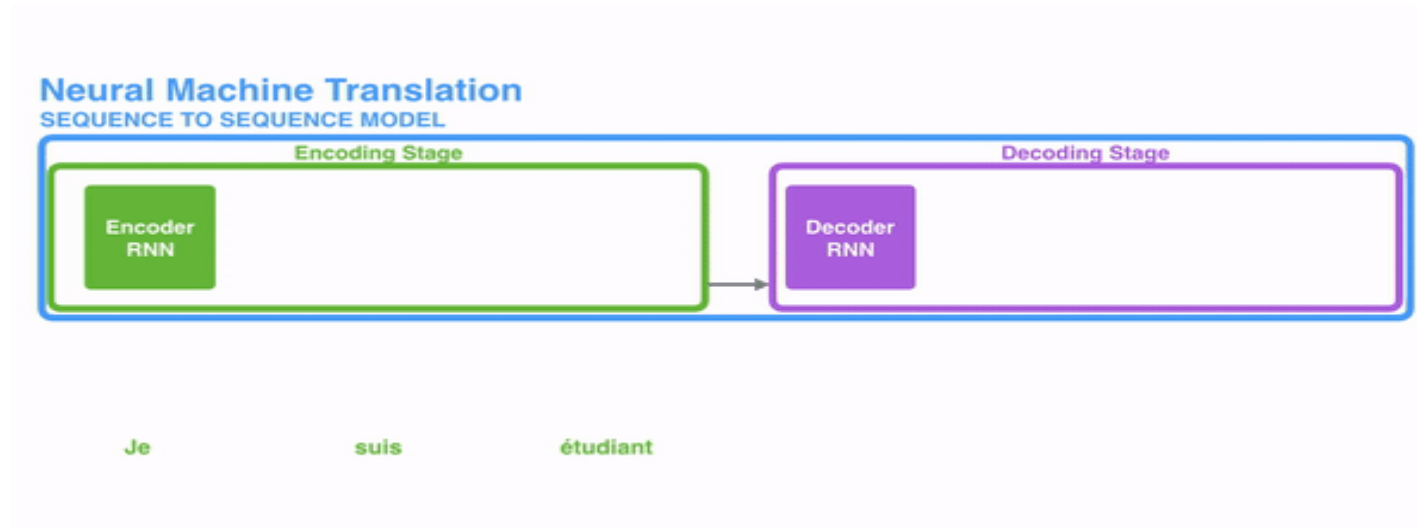 Neural Machine Translation
SEQUENCE TO SEQUENCE MODEL
Encoding Stage
Decoding Stage
Encoder
RNN
Decoder
RNN
Je
suis
étudiant